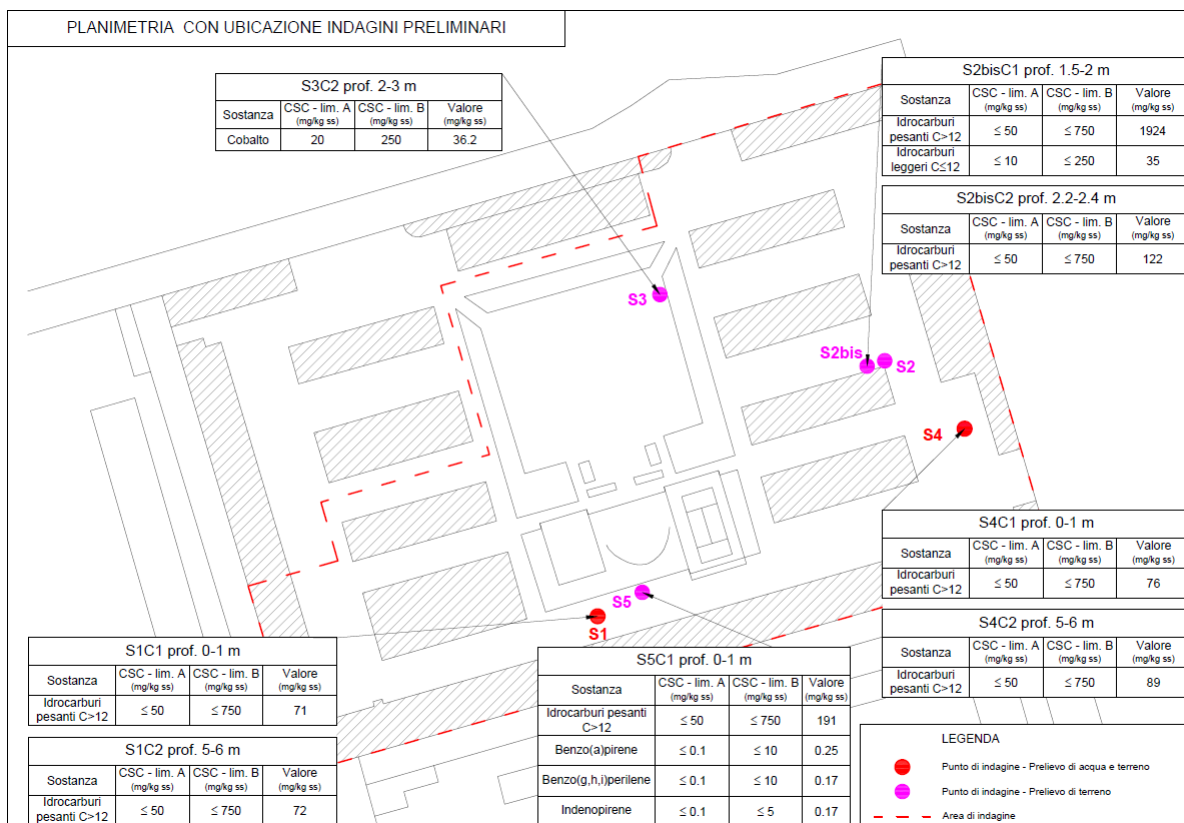 PLANIMETRIA CON UBICAZIONE INDAGINI PRELIMINARI
S3C2 prof. 2-3 m
Sostanza CSC - lim. A (mg/kg ss) CSC - lim. B (mg/kg ss) Valore (mg/kg ss)
Cobalto 20 250 36.2
S2bisC1 prof. 1.5-2 m
Sostanza CSC - lim. A (mg/kg ss) CSC - lim. B (mg/kg ss) Valore (mg/kg ss)
Idrocarburi pesanti C>12 ≤ 50 ≤ 750 1924
Idrocarburi leggeri C≤12 ≤ 10 ≤ 250 35
S2bisC2 prof. 2.2-2.4 m
Sostanza CSC - lim. A (mg/kg ss) CSC - lim. B (mg/kg ss) Valore (mg/kg ss)
Idrocarburi pesanti C>12 ≤ 50 ≤ 750 122
S3
S2bis
S2
S4
S5
S1
S4C1 prof. 0-1 m
Sostanza CSC - lim. A (mg/kg ss) CSC - lim. B (mg/kg ss) Valore (mg/kg ss)
Idrocarburi pesanti C>12 ≤ 50 ≤ 750 76
S4C2 prof. 5-6 m
Sostanza CSC - lim. A (mg/kg ss) CSC - lim. B (mg/kg ss) Valore (mg/kg ss)
Idrocarburi pesanti C>12 ≤ 50 ≤ 750 89
S1C1 prof. 0-1 m
Sostanza CSC - lim. A (mg/kg ss) CSC - lim. B (mg/kg ss) Valore (mg/kg ss)
Idrocarburi pesanti C>12 ≤ 50 ≤ 750 71
S1C2 prof. 5-6 m
Sostanza CSC - lim. A (mg/kg ss) CSC - lim. B (mg/kg ss) Valore (mg/kg ss)
Idrocarburi pesanti C>12 ≤ 50 ≤ 750 72
S5C1 prof. 0-1 m
Sostanza CSC - lim. A (mg/kg ss) CSC - lim. B (mg/kg ss) Valore (mg/kg ss)
Idrocarburi pesanti C>12 ≤ 50 ≤ 750 191
Benzo(a)pirene ≤ 0.1 ≤ 10 0.25
Benzo(g,h,i)perilene ≤ 0.1 ≤ 10 0.17
Indenopirene ≤ 0.1 ≤ 5 0.17
LEGENDA
Punto di indagine - Prelievo di acqua e terreno
Punto di indagine - Prelievo di terreno
Area di indagine